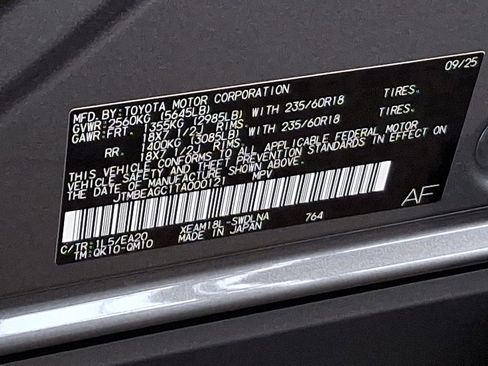 MFD.BY:TOYOTA MOTOR CORPORATION 09/25
GVWR:2560KG (5645LB)
GAWR:FRT. 1355KG (2985LB) WITH 235/60R18 TIRES.
18X7 1/2J RIMS
RR. 1400KG (3085LB) WITH 235/60R18 TIRES.
18X7 1/2J RIMS
THIS VEHICLE CONFORMS TO ALL APPLICABLE FEDERAL MOTOR
VEHICLE SAFETY AND THEFT PREVENTION STANDARDS IN EFFECT ON
THE DATE OF MANUFACTURE SHOWN ABOVE.
JTMBEAGC1TA000121 MPV
AF
C/TR:1L5/EA20 XEAM18L-SWDLNA 764
TM:QK10-QM10 MADE IN JAPAN